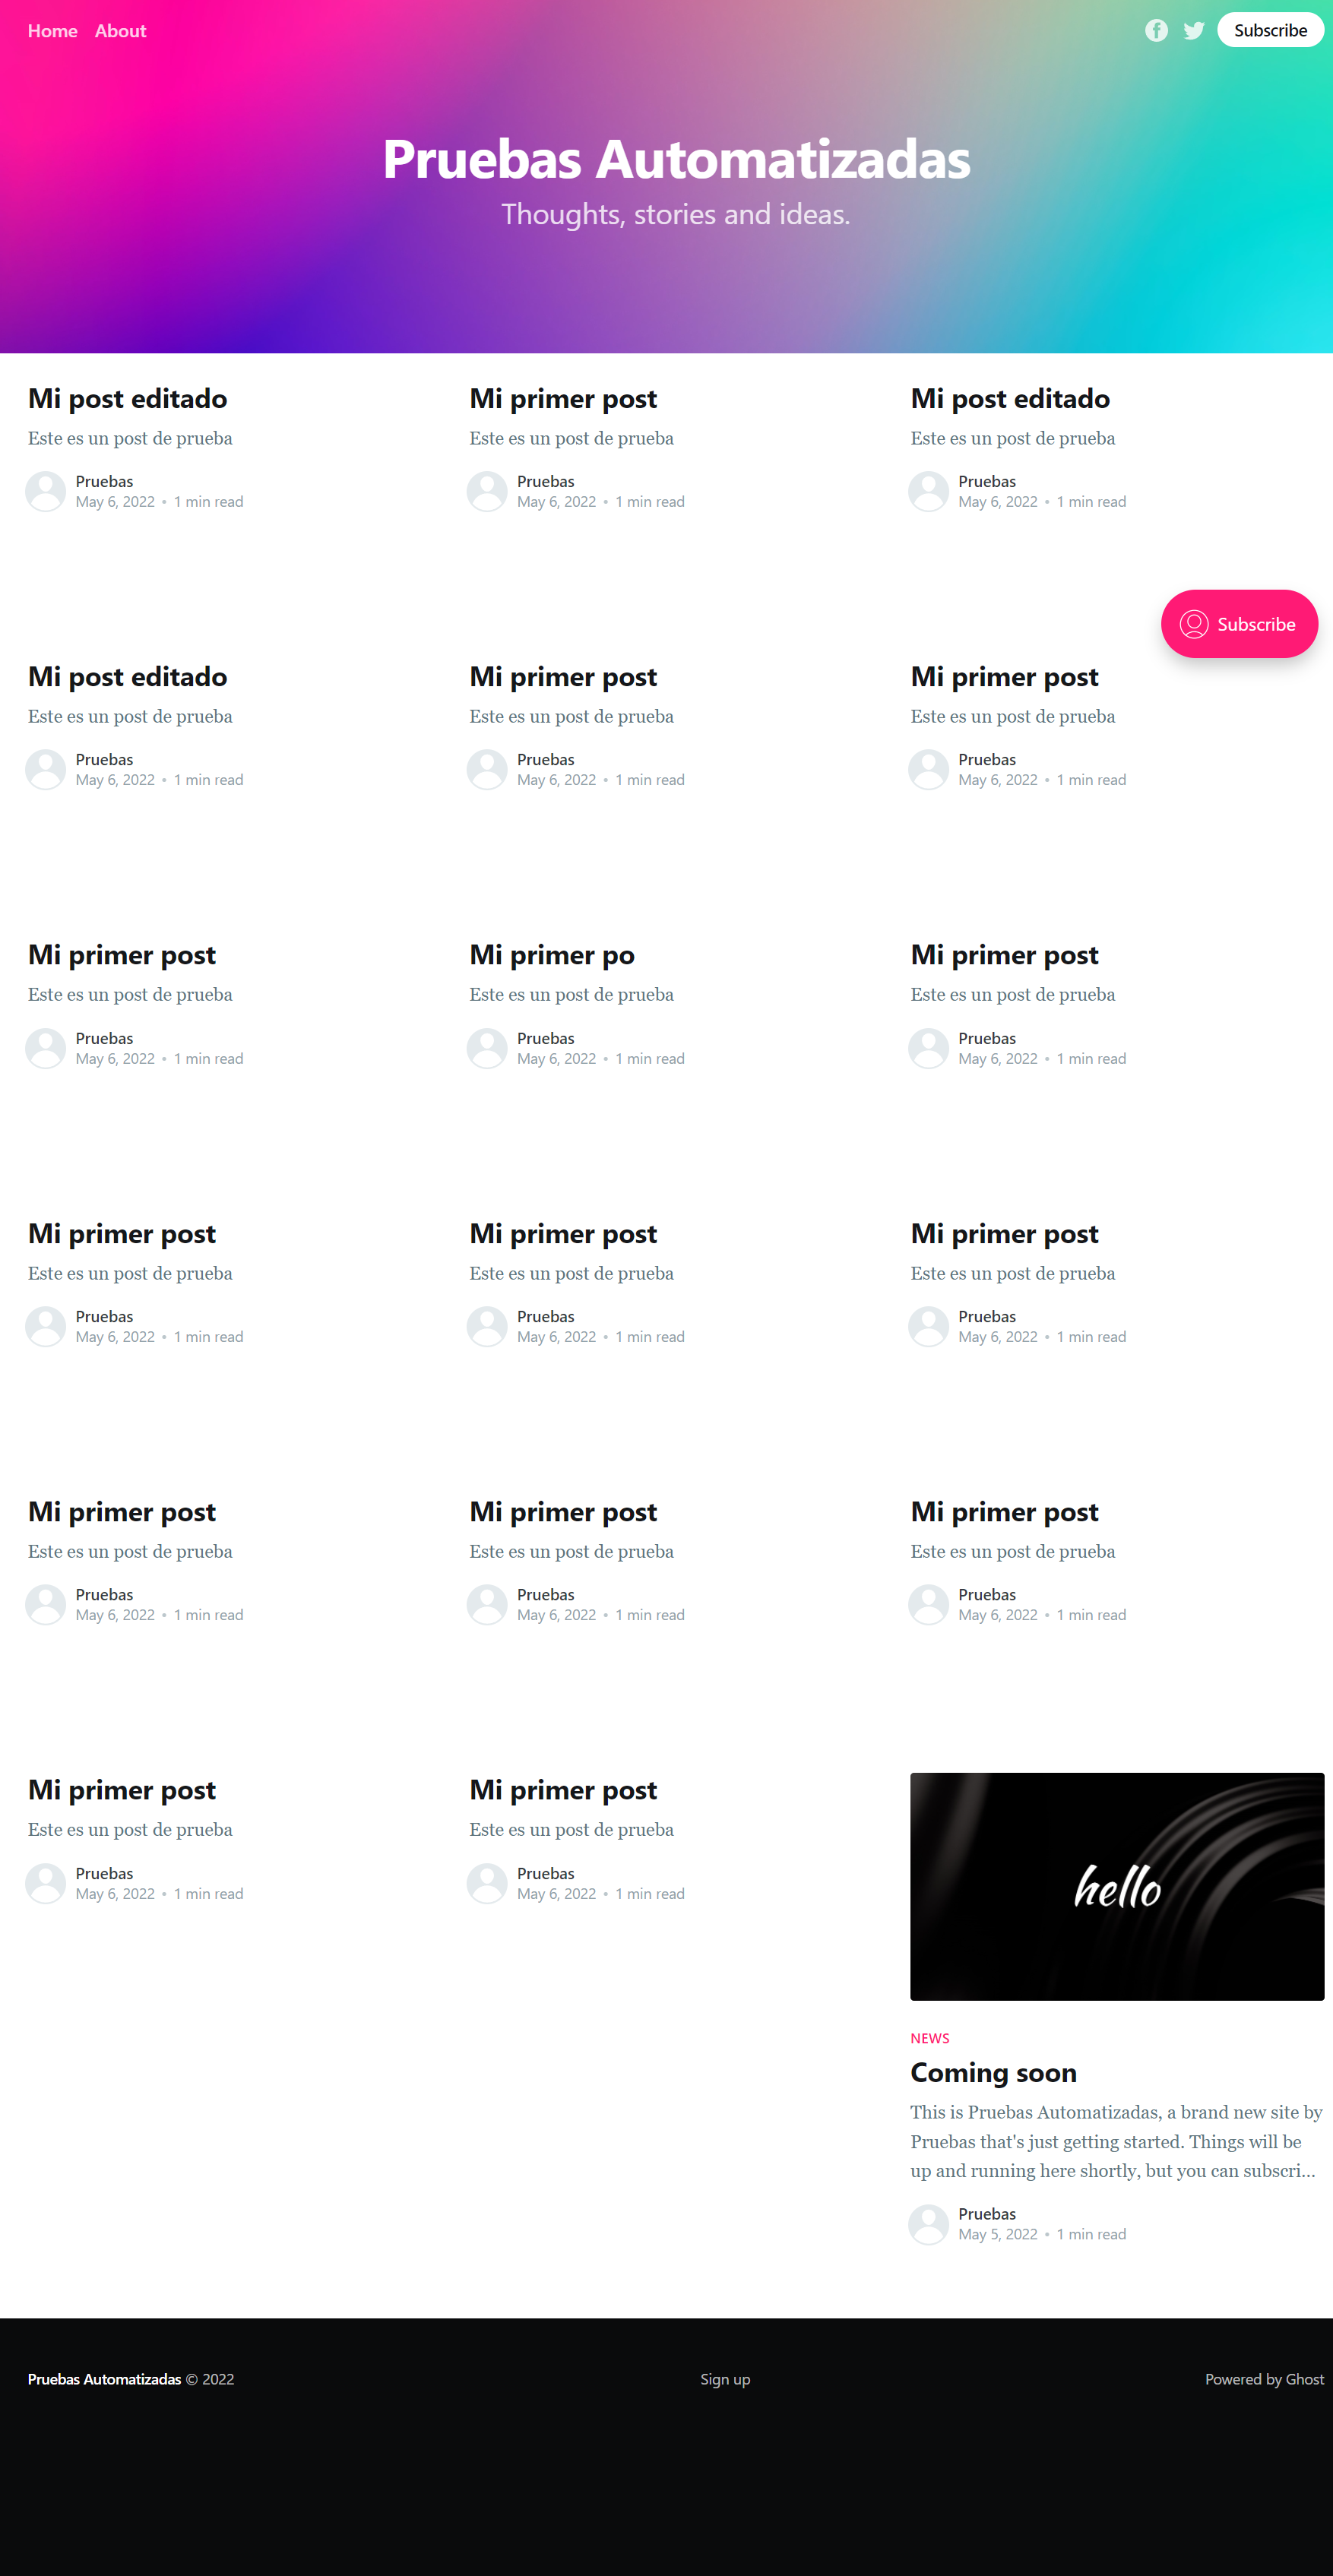 Home About
Subscribe
Pruebas Automatizadas
Thoughts, stories and ideas.
Mi post editado
Este es un post de prueba
Pruebas
May 6, 2022 • 1 min read
Mi primer post
Este es un post de prueba
Pruebas
May 6, 2022 • 1 min read
Mi post editado
Este es un post de prueba
Pruebas
May 6, 2022 • 1 min read
Subscribe
Mi post editado
Este es un post de prueba
Pruebas
May 6, 2022 • 1 min read
Mi primer post
Este es un post de prueba
Pruebas
May 6, 2022 • 1 min read
Mi primer post
Este es un post de prueba
Pruebas
May 6, 2022 • 1 min read
Mi primer post
Este es un post de prueba
Pruebas
May 6, 2022 • 1 min read
Mi primer po
Este es un post de prueba
Pruebas
May 6, 2022 • 1 min read
Mi primer post
Este es un post de prueba
Pruebas
May 6, 2022 • 1 min read
Mi primer post
Este es un post de prueba
Pruebas
May 6, 2022 • 1 min read
Mi primer post
Este es un post de prueba
Pruebas
May 6, 2022 • 1 min read
Mi primer post
Este es un post de prueba
Pruebas
May 6, 2022 • 1 min read
Mi primer post
Este es un post de prueba
Pruebas
May 6, 2022 • 1 min read
Mi primer post
Este es un post de prueba
Pruebas
May 6, 2022 • 1 min read
Mi primer post
Este es un post de prueba
Pruebas
May 6, 2022 • 1 min read
Mi primer post
Este es un post de prueba
Pruebas
May 6, 2022 • 1 min read
Mi primer post
Este es un post de prueba
Pruebas
May 6, 2022 • 1 min read
hello
NEWS
Coming soon
This is Pruebas Automatizadas, a brand new site by
Pruebas that's just getting started. Things will be
up and running here shortly, but you can subscri...
Pruebas
May 5, 2022 • 1 min read
Pruebas Automatizadas © 2022
Sign up
Powered by Ghost